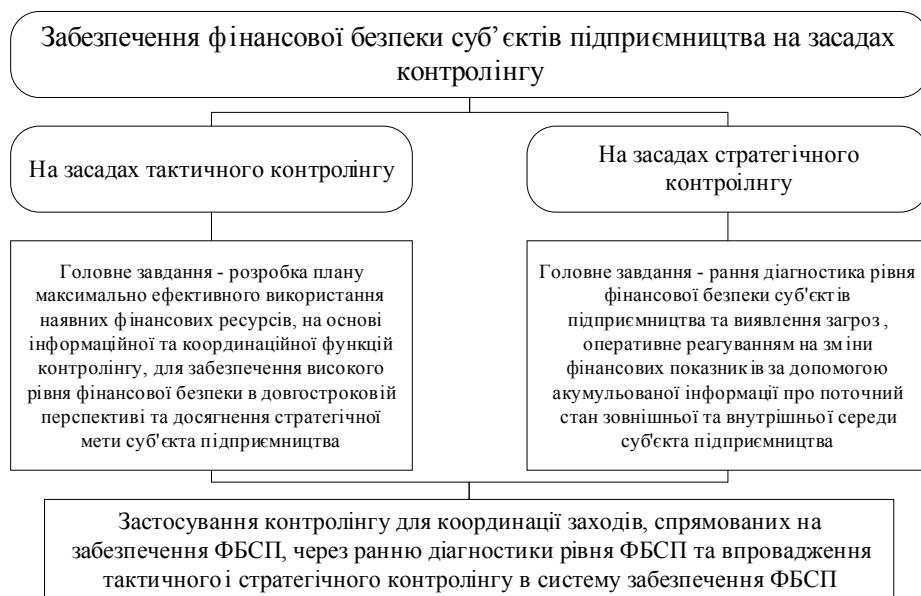 Забезпечення фінансової безпеки суб’єктів підприємництва на засадах
контролінгу
На засадах тактичного контролінгу
На засадах стратегічного
контроілнгу
Головне завдання - розробка плану
максимально ефективного використання
наявних фінансових ресурсів, на основі
інформаційної та координаційної функцій
контролінгу, для забезпечення високого
рівня фінансової безпеки в довгостроковій
перспективі та досягнення стратегічної
мети суб'єкта підприємництва
Головне завдання - рання діагностика рівня
фінансової безпеки суб'єктів
підприємництва та виявлення загроз ,
оперативне реагуванням на зміни
фінансових показників за допомогою
акумульованої інформації про поточний
стан зовнішньої та внутрішньої середи
суб'єкта підприємництва
Застосування контролінгу для координації заходів, спрямованих на
забезпечення ФБСП, через ранню діагностики рівня ФБСП та впровадження
тактичного і стратегічного контролінгу в систему забезпечення ФБСП